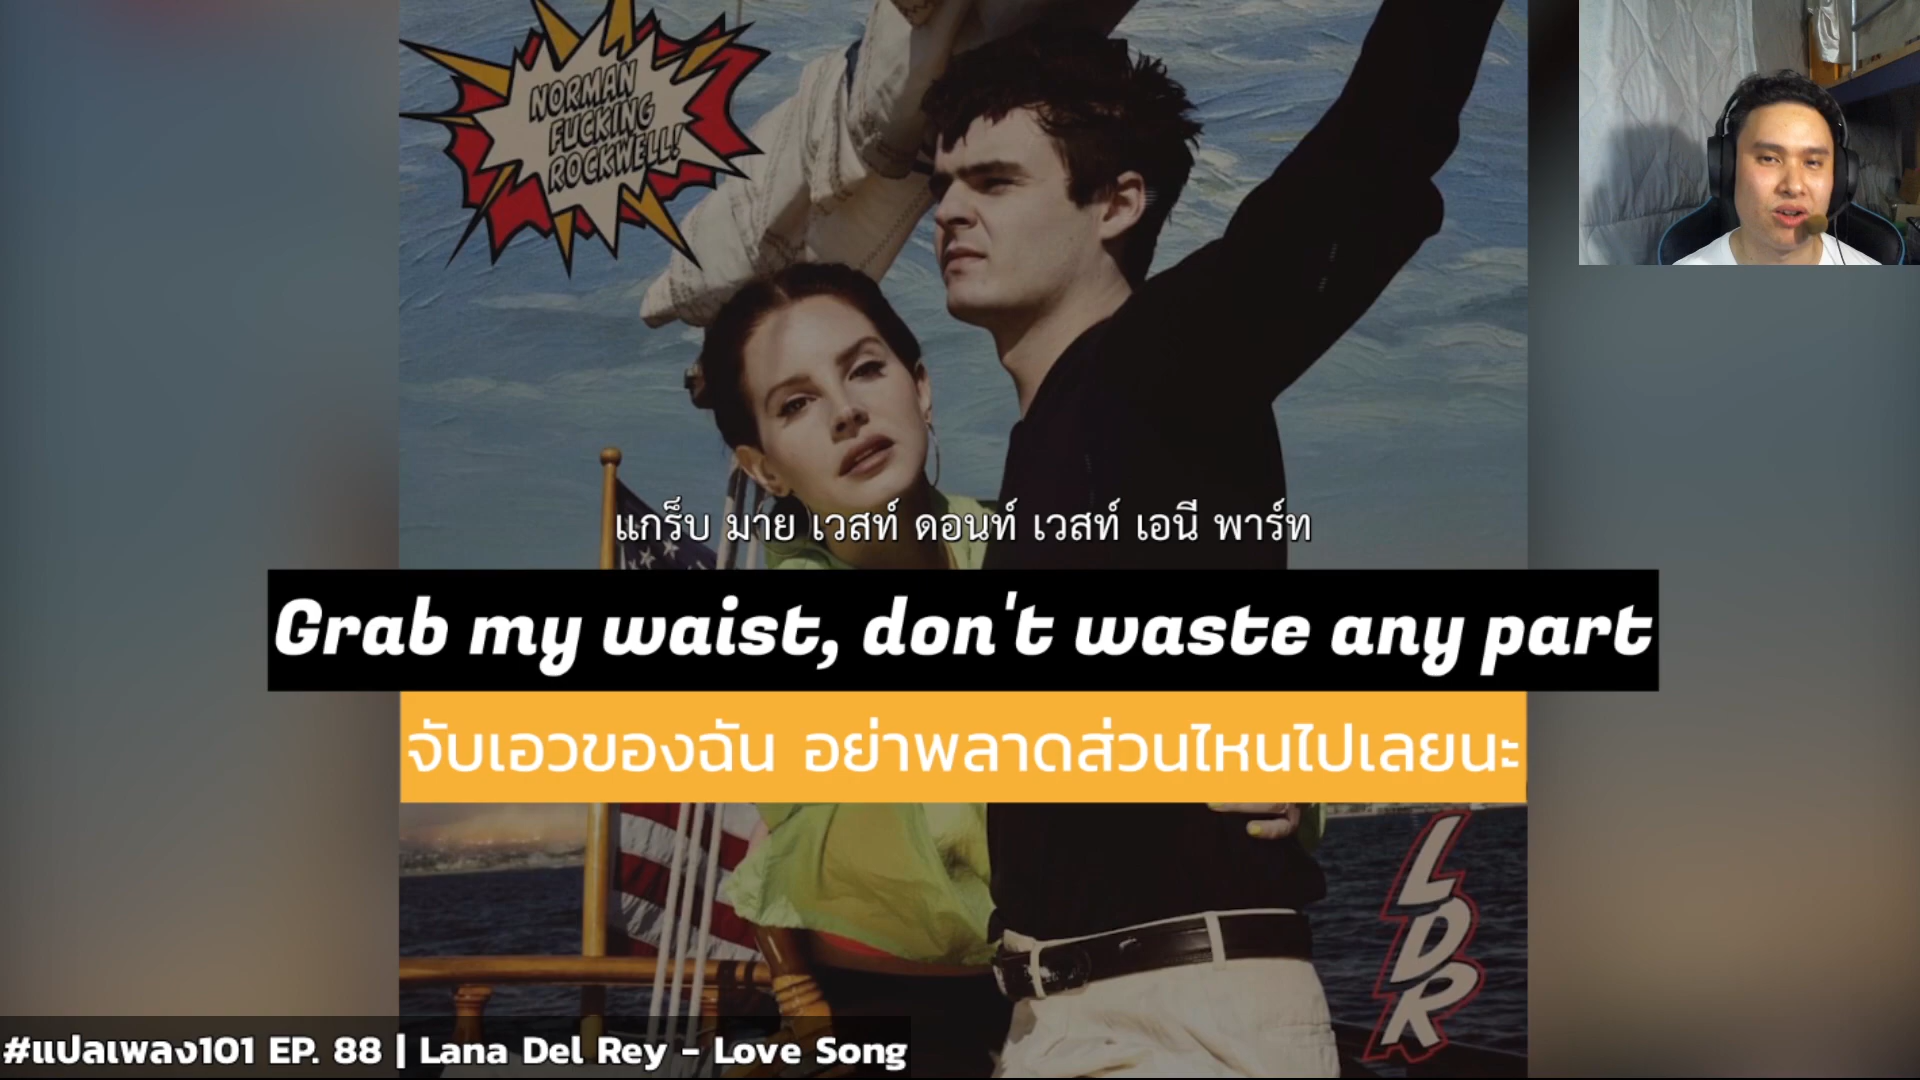 NORMAN
FUCKING
ROCKWELL!
แกร็บ มาย เวสท์ ดอนท์ เวสท์ เอนี พาร์ท
Grab my waist, don't waste any part
จับเอวของฉัน อย่าพลาดส่วนไหนไปเลยนะ
LDR
#แปลเพลง101 EP. 88 | Lana Del Rey - Love Song